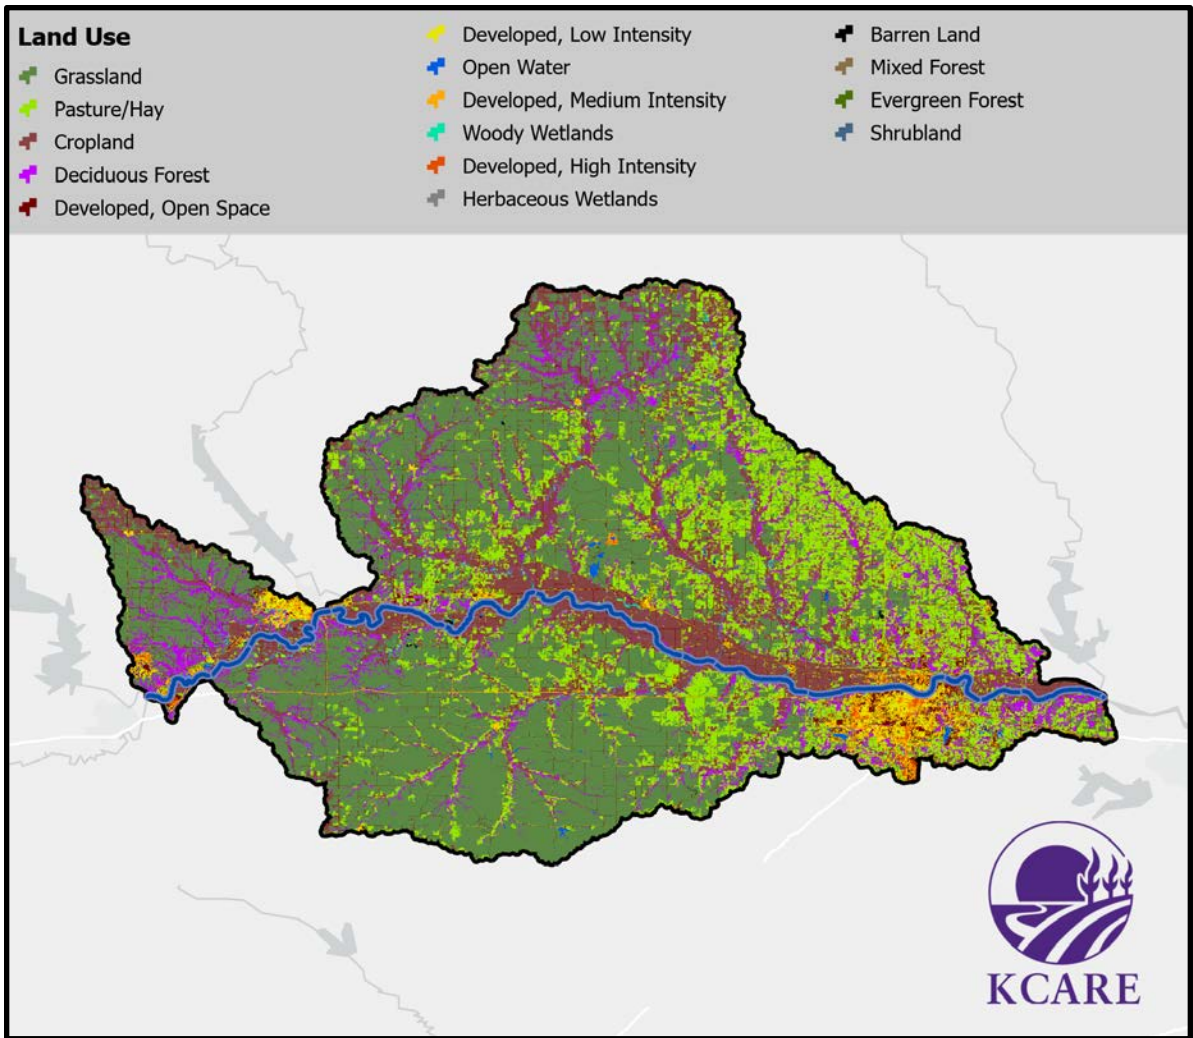 Land Use
Grassland
Pasture/Hay
Cropland
Deciduous Forest
Developed, Open Space
Developed, Low Intensity
Open Water
Developed, Medium Intensity
Woody Wetlands
Developed, High Intensity
Herbaceous Wetlands
Barren Land
Mixed Forest
Evergreen Forest
Shrubland
KCARE